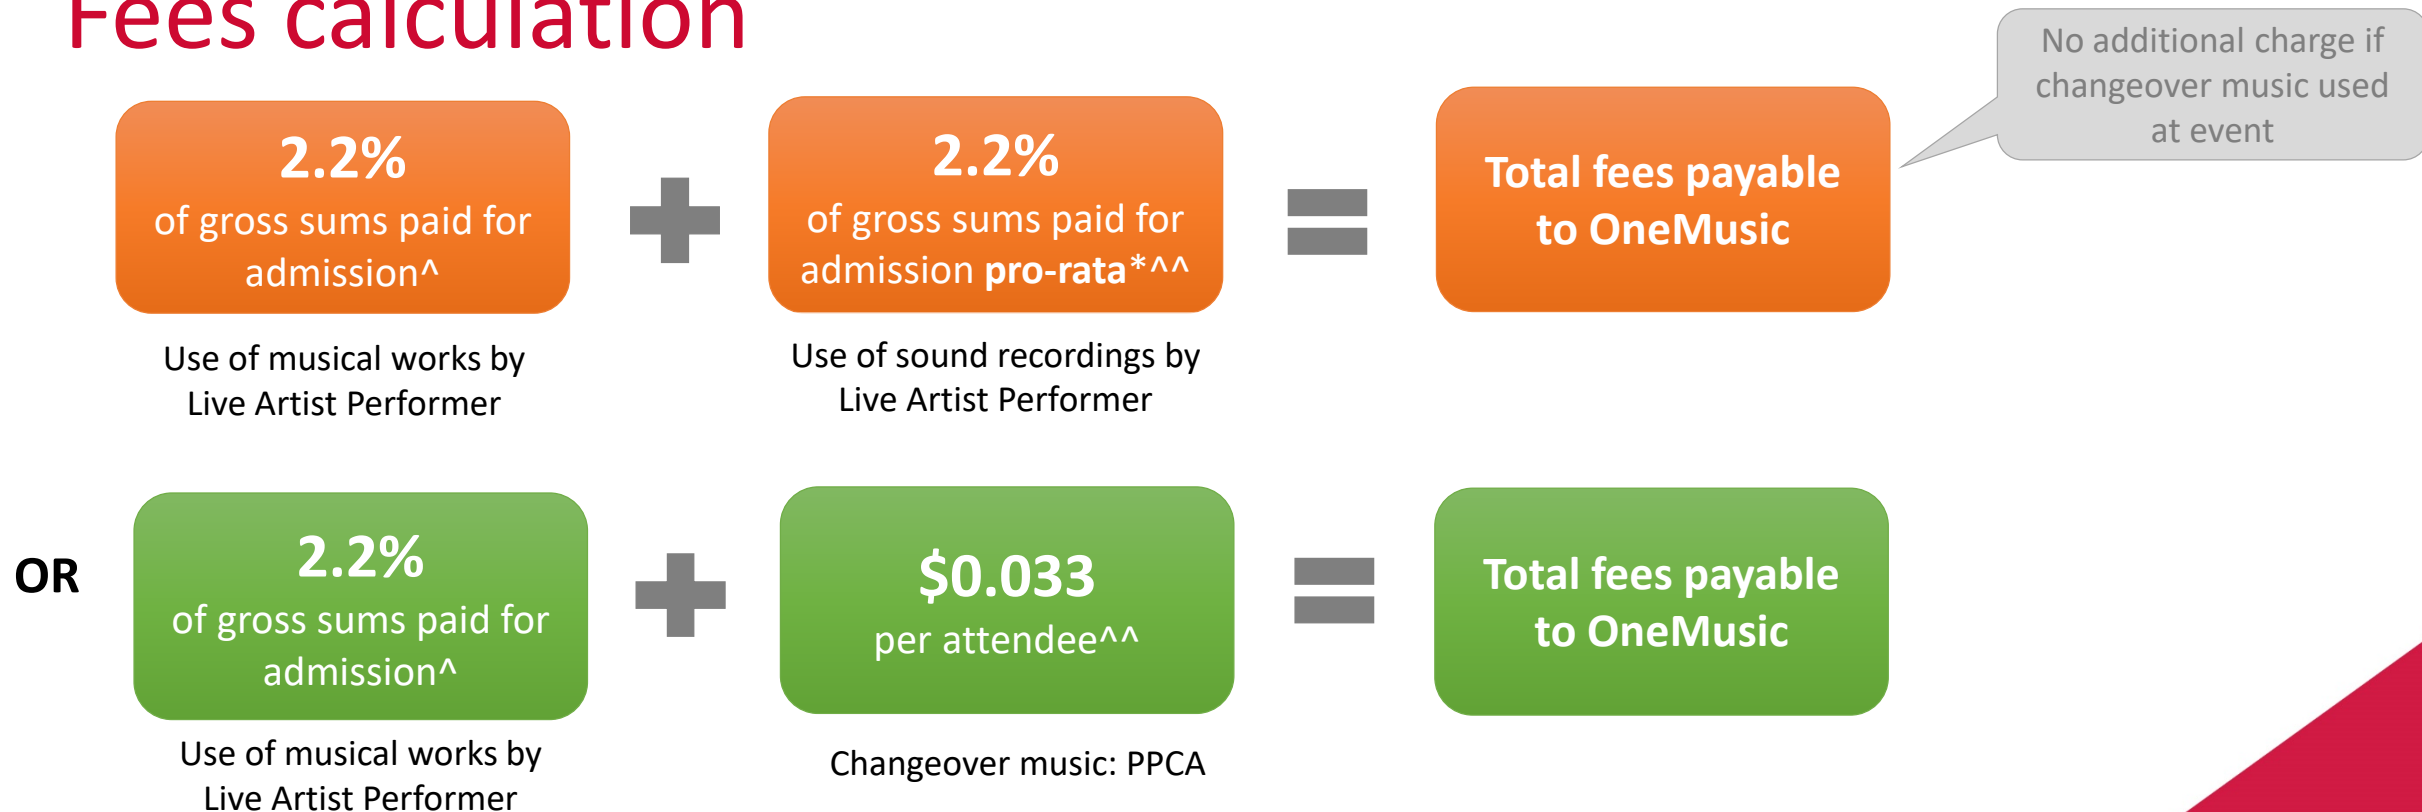 Fees calculation
No additional charge if
changeover music used
at event
2.2%
of gross sums paid for
admission^
2.2%
of gross sums paid for
admission pro-rata*^^
Total fees payable
to OneMusic
Use of musical works by
Live Artist Performer
Use of sound recordings by
Live Artist Performer
OR
2.2%
of gross sums paid for
admission^
$0.033
per attendee^^
Total fees payable
to OneMusic
Use of musical works by
Live Artist Performer
Changeover music: PPCA